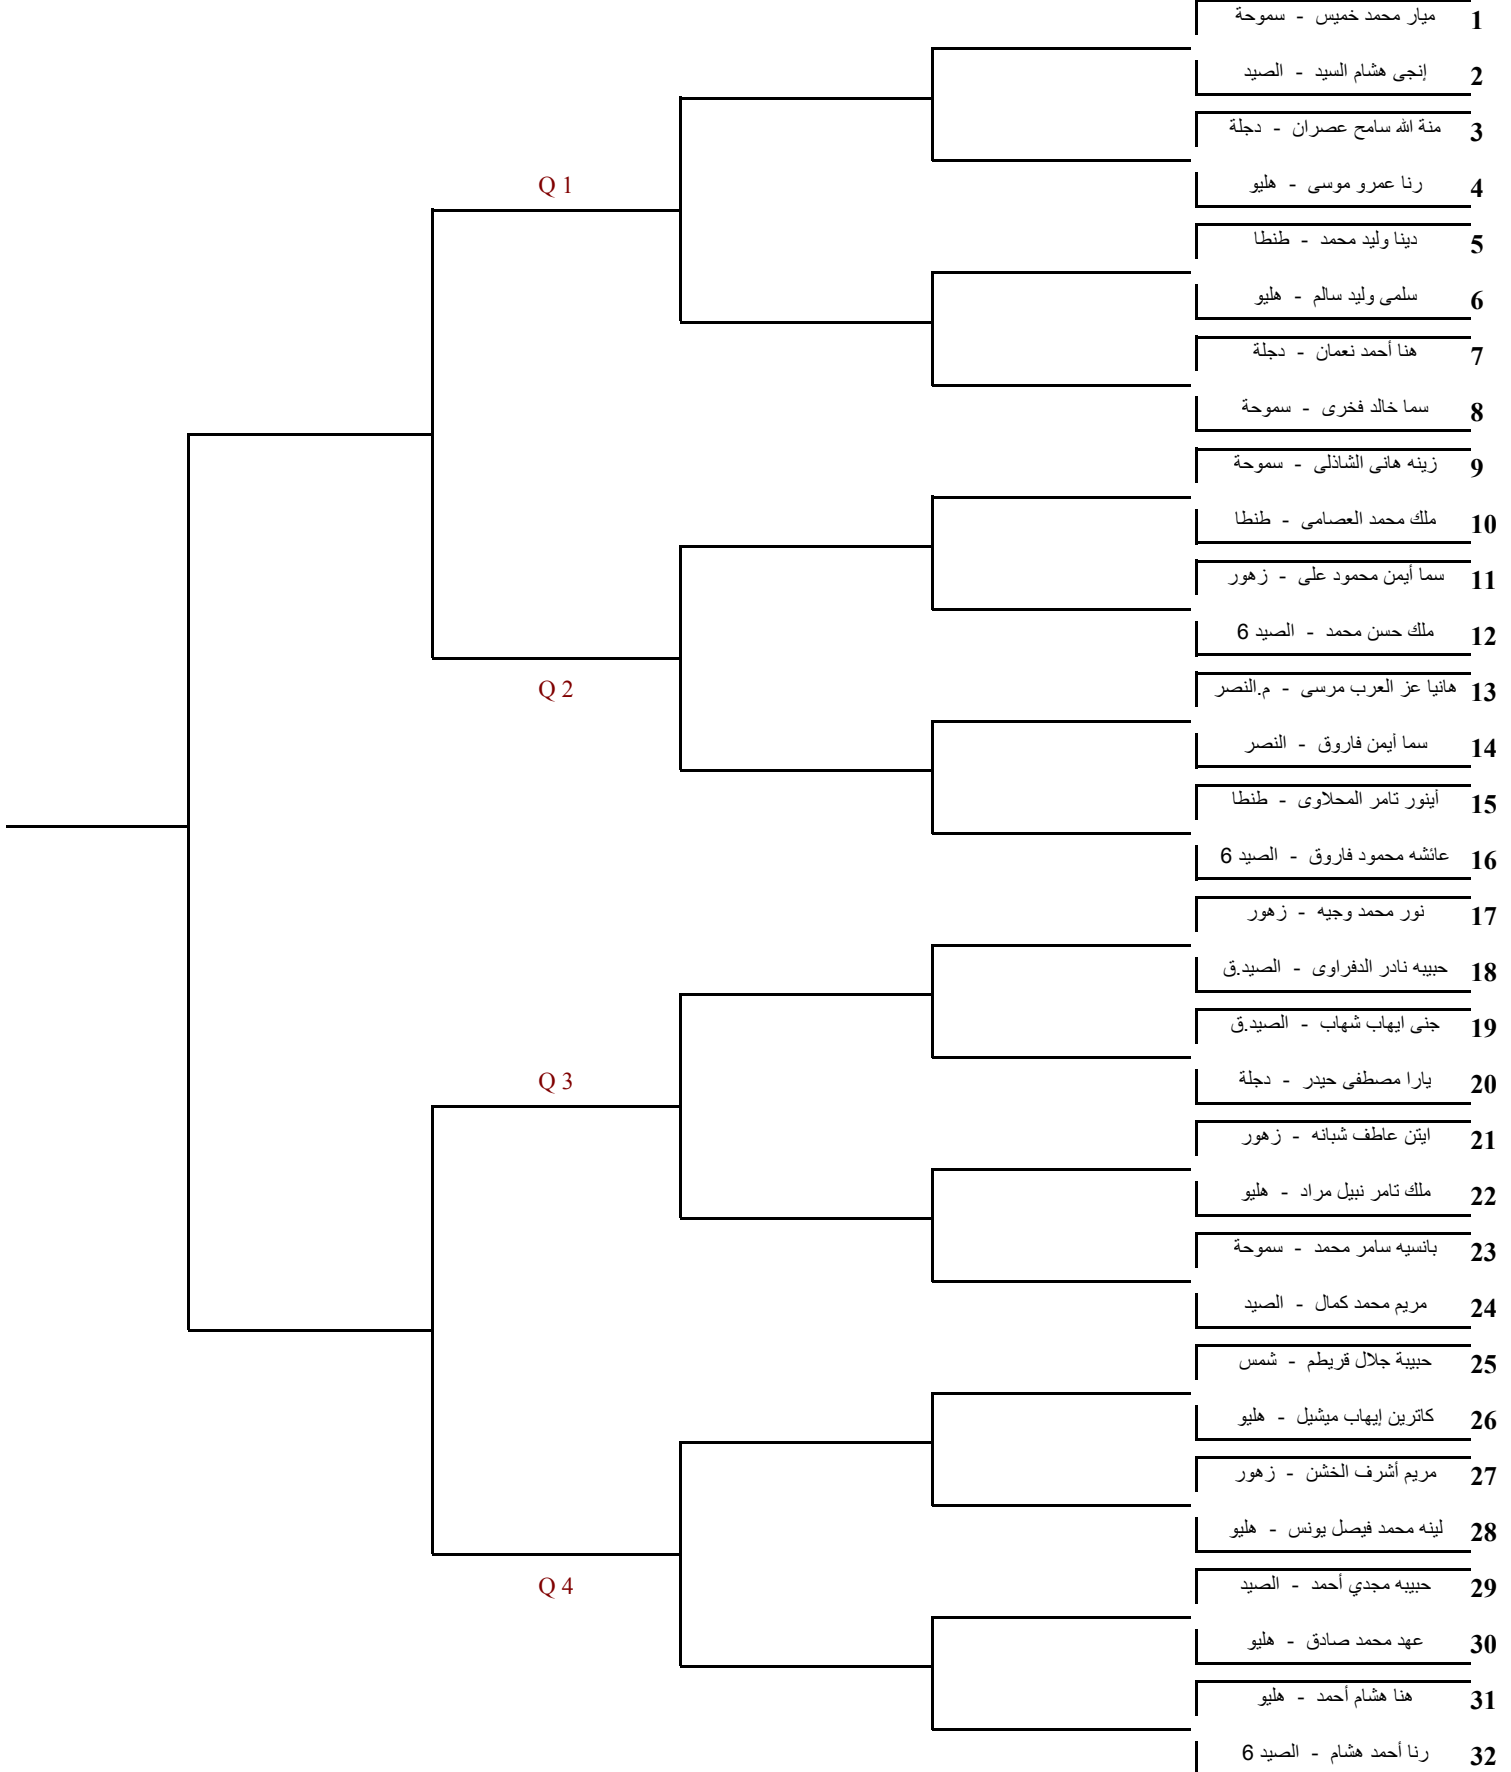 1 ميار محمد خميس - سموحة
2 إنجى هشام السيد - الصيد
3 منة الله سامح عصران - دجلة
Q 1
4 رنا عمرو موسى - هليو
5 دينا وليد محمد - طنطا
6 سلمى وليد سالم - هليو
7 هنا أحمد نعمان - دجلة
8 سما خالد فخرى - سموحة
9 زينه هانى الشاذلى - سموحة
10 ملك محمد العصامى - طنطا
11 سما أيمن محمود على - زهور
12 ملك حسن محمد - الصيد 6
Q 2
13 هانيا عز العرب مرسى - م.النصر
14 سما أيمن فاروق - النصر
15 أينور تامر المحلاوى - طنطا
16 عائشه محمود فاروق - الصيد 6
17 نور محمد وجيه - زهور
18 حبيبه نادر الدفراوى - الصيد.ق
19 جنى ايهاب شهاب - الصيد.ق
Q 3
20 يارا مصطفى حيدر - دجلة
21 ايتن عاطف شبانه - زهور
22 ملك تامر نبيل مراد - هليو
23 بانسيه سامر محمد - سموحة
24 مريم محمد كمال - الصيد
25 حبيبة جلال قريطم - شمس
26 كاترين إيهاب ميشيل - هليو
27 مريم أشرف الخشن - زهور
28 لينه محمد فيصل يونس - هليو
Q 4
29 حبيبه مجدي أحمد - الصيد
30 عهد محمد صادق - هليو
31 هنا هشام أحمد - هليو
32 رنا أحمد هشام - الصيد 6